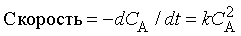 Скорость = −dC_A / dt = kC_A^2